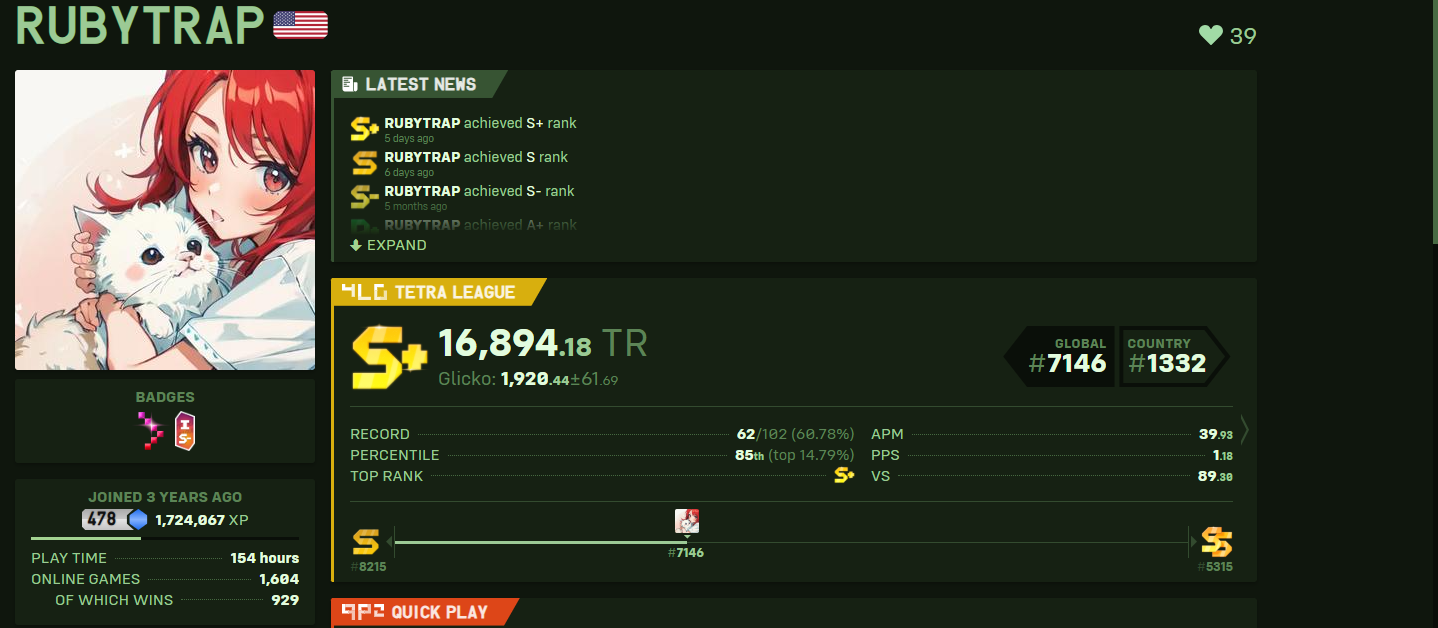 RUBYTRAP
39
LATEST NEWS
RUBYTRAP achieved S+ rank
5 days ago
RUBYTRAP achieved S rank
6 days ago
RUBYTRAP achieved S- rank
5 months ago
RUBYTRAP achieved A+ rank
EXPAND
TETRA LEAGUE
S+
16,894.18 TR
Glicko: 1,920.44±61.69
GLOBAL
#7146
COUNTRY
#1332
RECORD 62/102 (60.78%)
PERCENTILE 85th (top 14.79%)
TOP RANK S+
APM 39.93
PPS 1.18
VS 89.30
S
#8215
#7146
SS
#5315
BADGES
I
S-
JOINED 3 YEARS AGO
478 1,724,067 XP
PLAY TIME 154 hours
ONLINE GAMES 1,604
OF WHICH WINS 929
QUICK PLAY